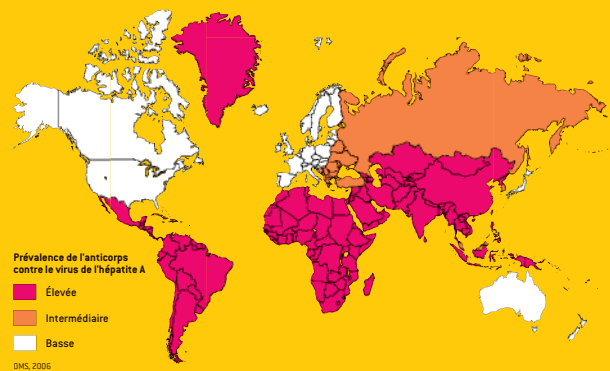 Prévalence de l'anticorps
contre le virus de l'hépatite A
Élevée
Intermédiaire
Basse
OMS, 2006